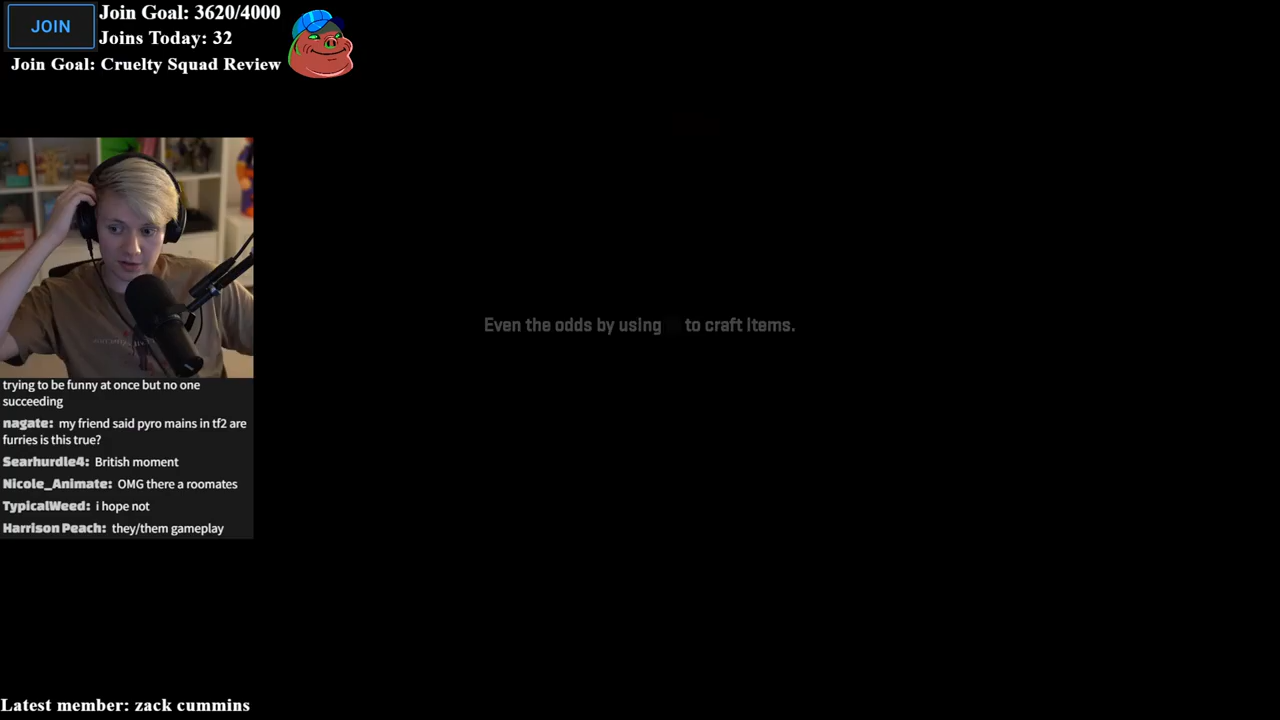 JOIN
Join Goal: 3620/4000
Joins Today: 32
Join Goal: Cruelty Squad Review
Even the odds by using to craft items.
trying to be funny at once but no one
succeeding
nagate: my friend said pyro mains in tf2 are
furries is this true?
Searhurdle4: British moment
Nicole_Animate: OMG there a roomates
TypicalWeed: i hope not
Harrison Peach: they/them gameplay
Latest member: zack cummins